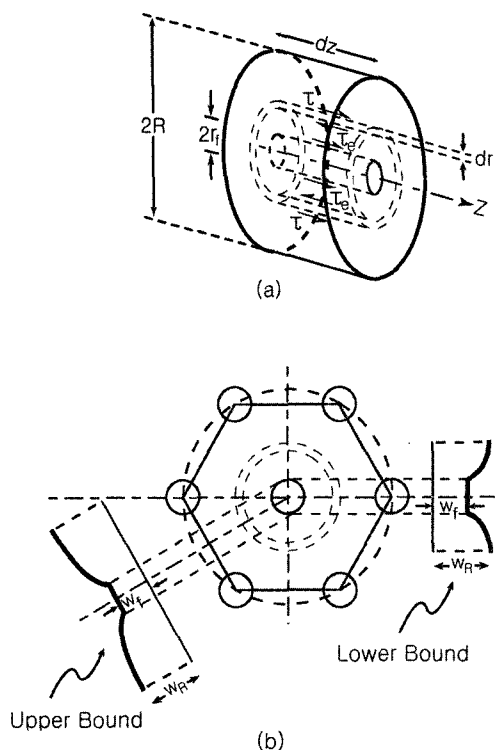 dz
τ
2R
2r_f
τ_e
dr
τ_e
τ
Z
(a)
w_f
w_R
w_f
w_R
Lower Bound
Upper Bound
(b)